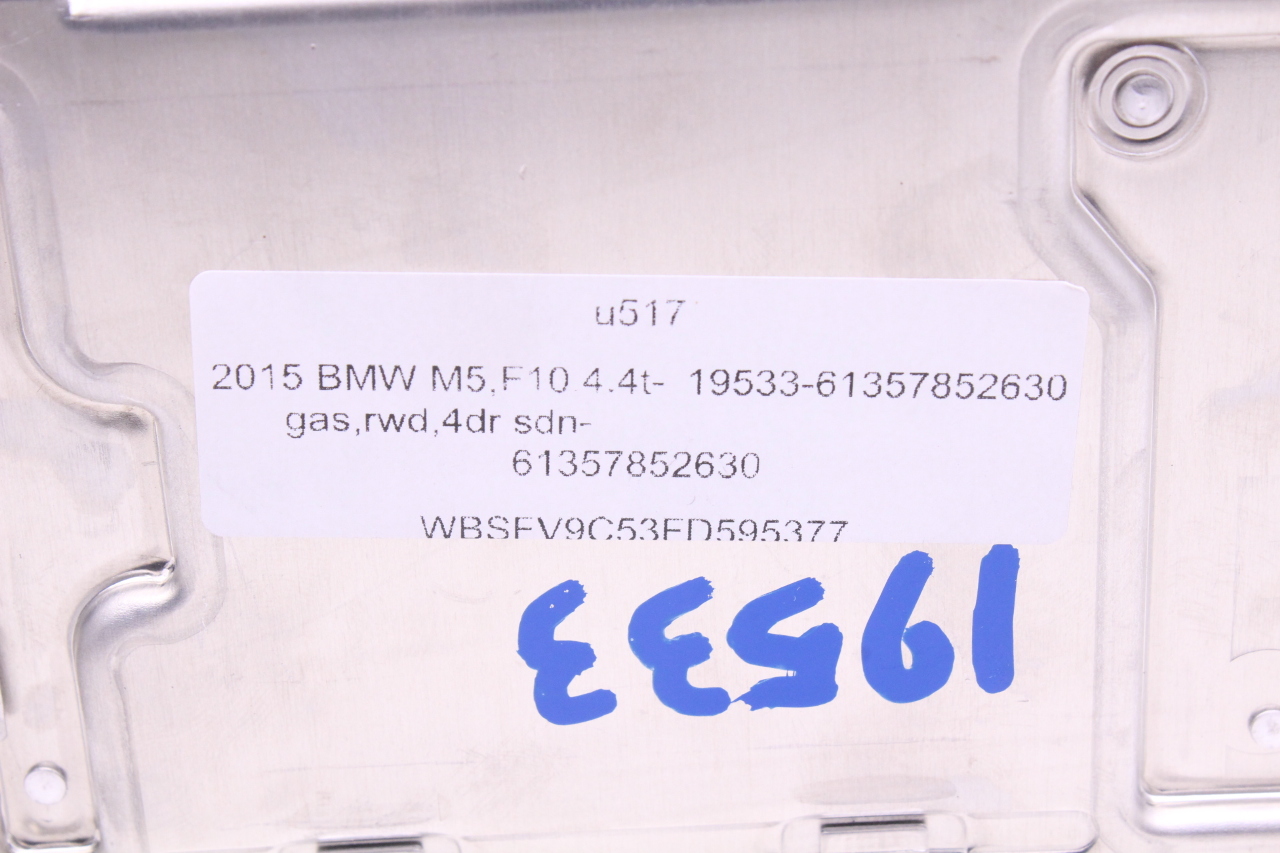 u517
2015 BMW M5,F10 4.4t- 19533-61357852630
gas,rwd,4dr sdn-
61357852630
WBSFV9C53FD595377
19533